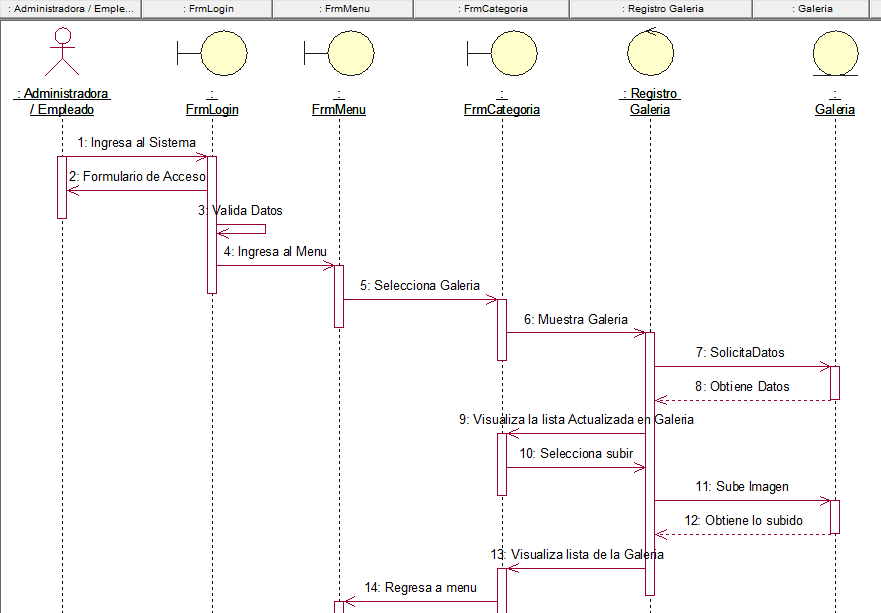 : Administradora / Emple...
: FrmLogin
: FrmMenu
: FrmCategoria
: Registro Galeria
: Galeria
: Administradora
/ Empleado
:
FrmLogin
:
FrmMenu
:
FrmCategoria
: Registro
Galeria
:
Galeria
1: Ingresa al Sistema
2: Formulario de Acceso
3: Valida Datos
4: Ingresa al Menu
5: Selecciona Galeria
6: Muestra Galeria
7: SolicitaDatos
8: Obtiene Datos
9: Visualiza la lista Actualizada en Galeria
10: Selecciona subir
11: Sube Imagen
12: Obtiene lo subido
13: Visualiza lista de la Galeria
14: Regresa a menu